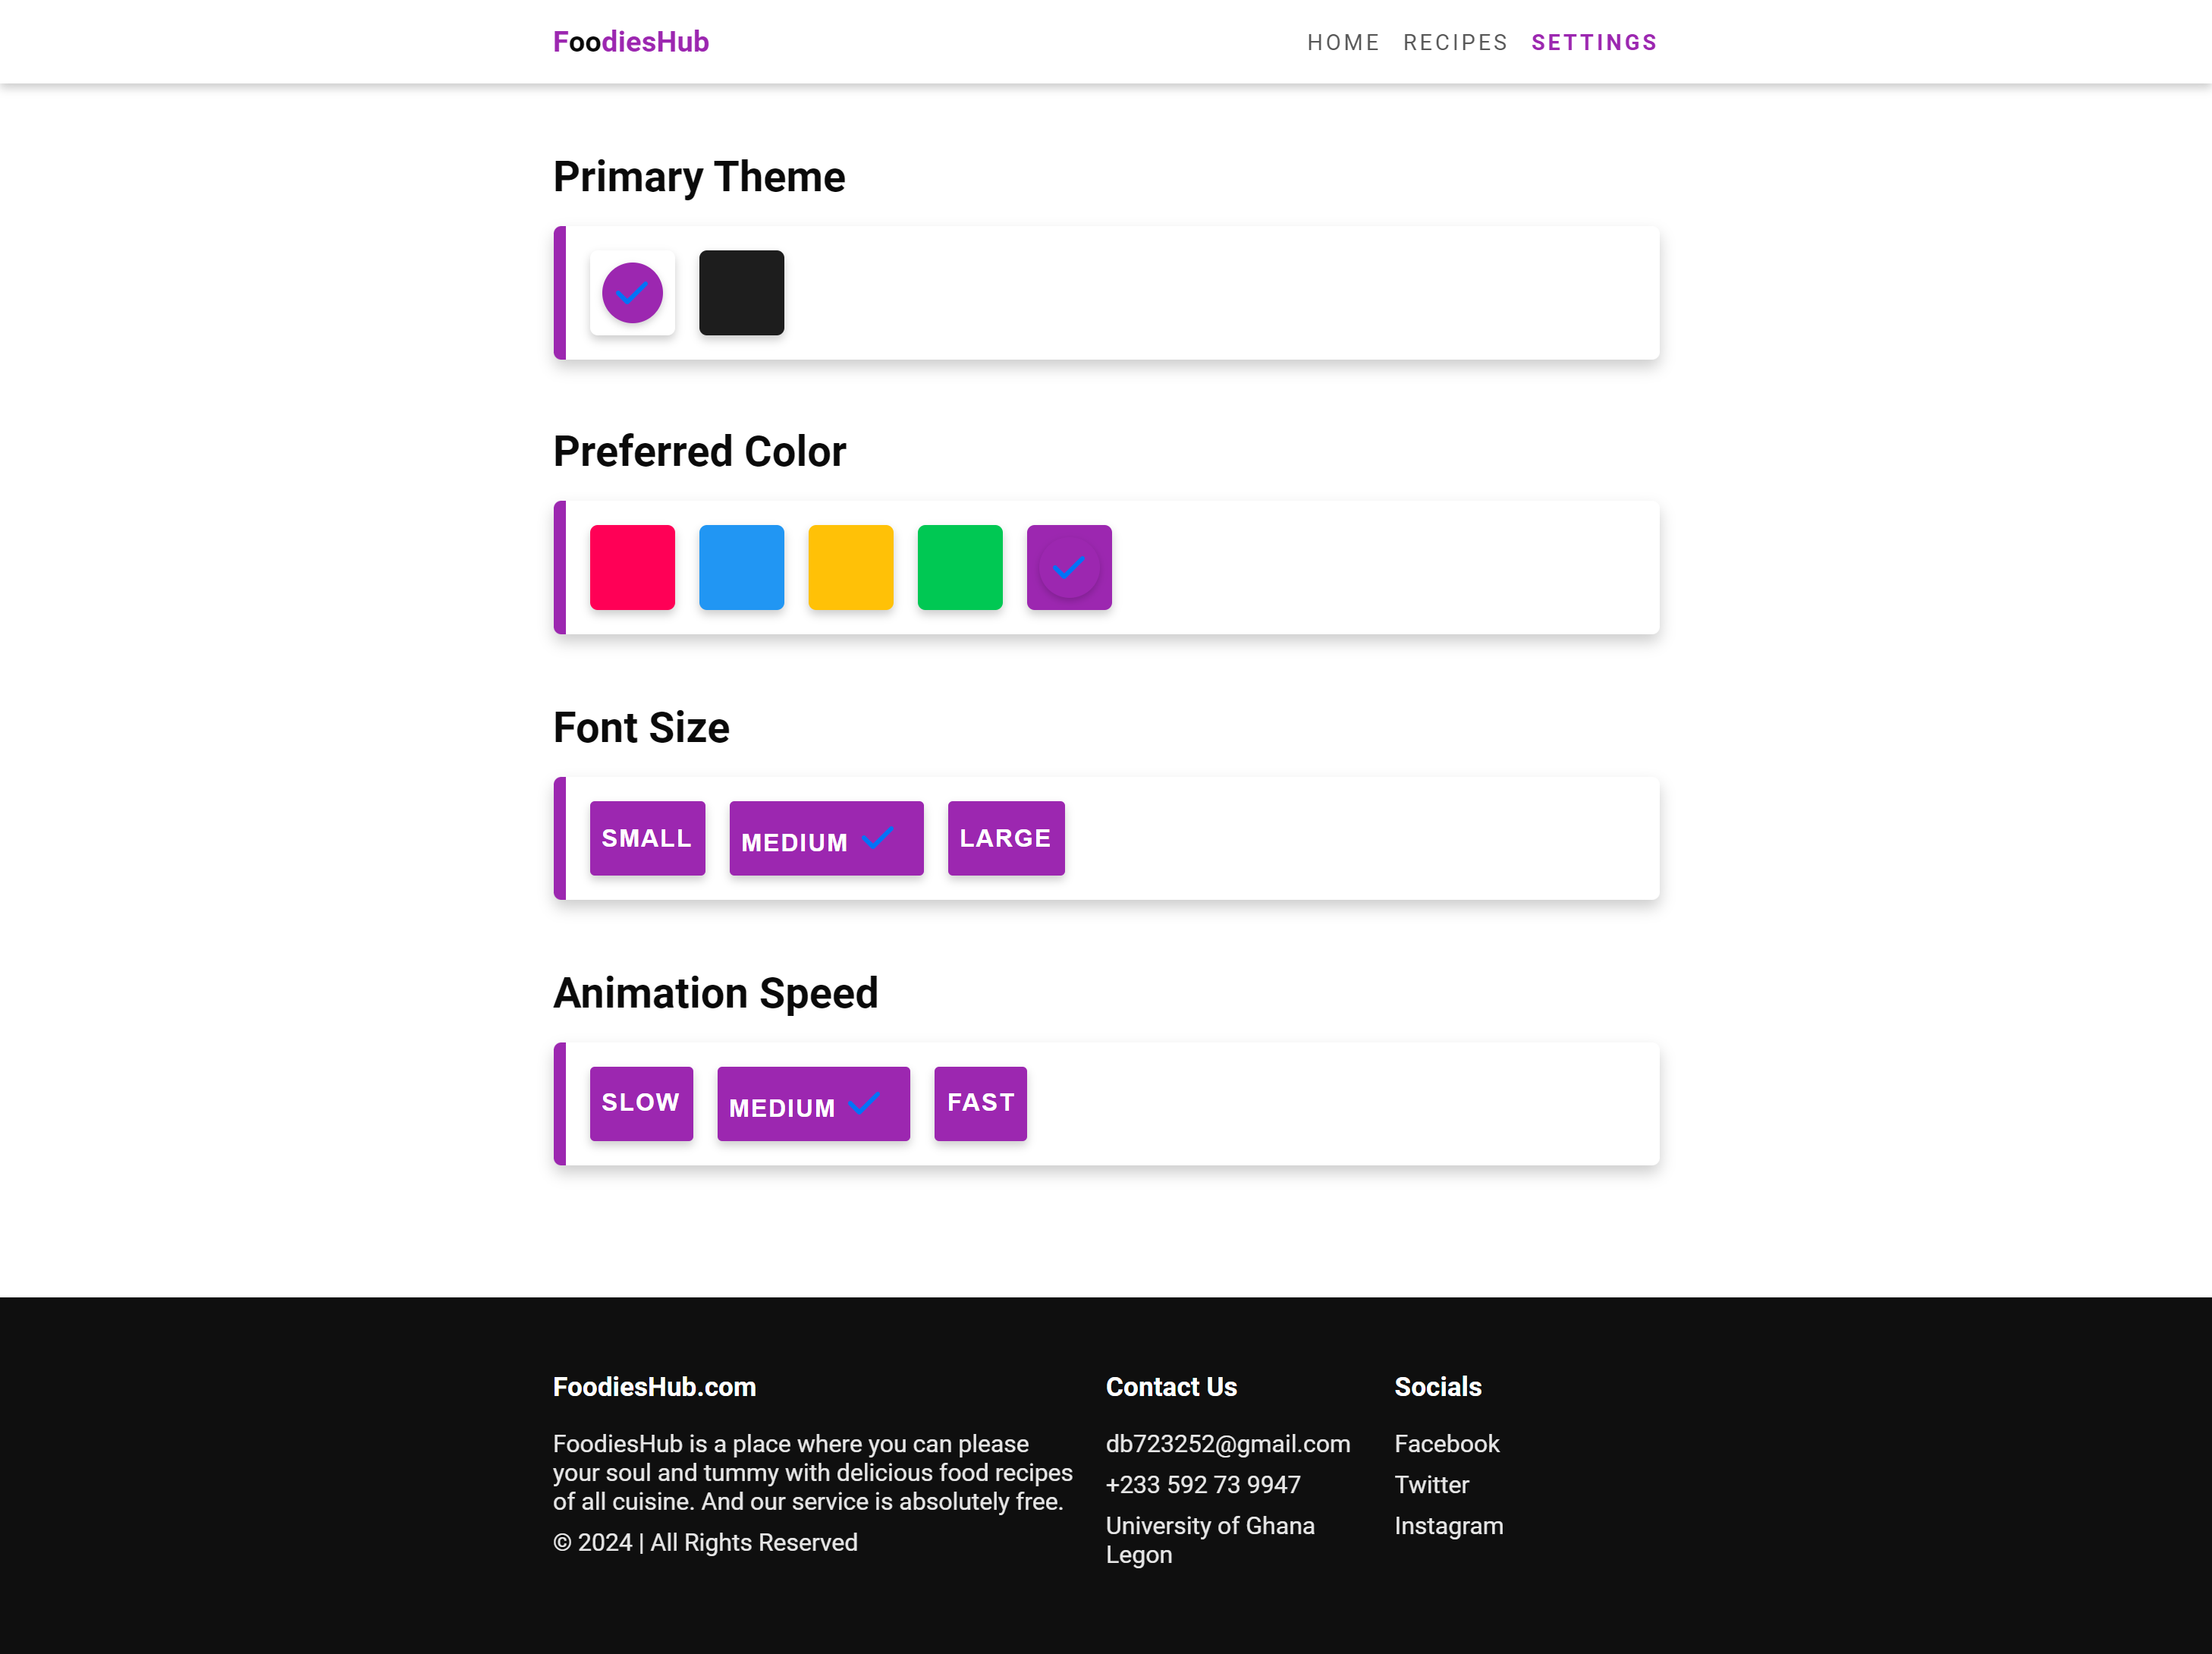 FoodiesHub
HOME RECIPES SETTINGS
Primary Theme
Preferred Color
Font Size
SMALL MEDIUM LARGE
Animation Speed
SLOW MEDIUM FAST
FoodiesHub.com
FoodiesHub is a place where you can please
your soul and tummy with delicious food recipes
of all cuisine. And our service is absolutely free.
© 2024 | All Rights Reserved
Contact Us
db723252@gmail.com
+233 592 73 9947
University of Ghana
Legon
Socials
Facebook
Twitter
Instagram